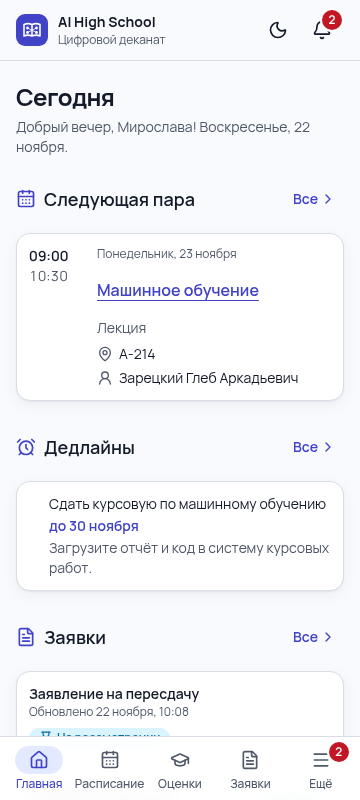 AI High School
Цифровой деканат
2
Сегодня
Добрый вечер, Мирослава! Воскресенье, 22
ноября.
Следующая пара
Все
09:00
10:30
Понедельник, 23 ноября
Машинное обучение
Лекция
А-214
Зарецкий Глеб Аркадьевич
Дедлайны
Все
Сдать курсовую по машинному обучению
до 30 ноября
Загрузите отчёт и код в систему курсовых
работ.
Заявки
Все
Заявление на пересдачу
Обновлено 22 ноября, 10:08
Главная
Расписание
Оценки
Заявки
2
Ещё